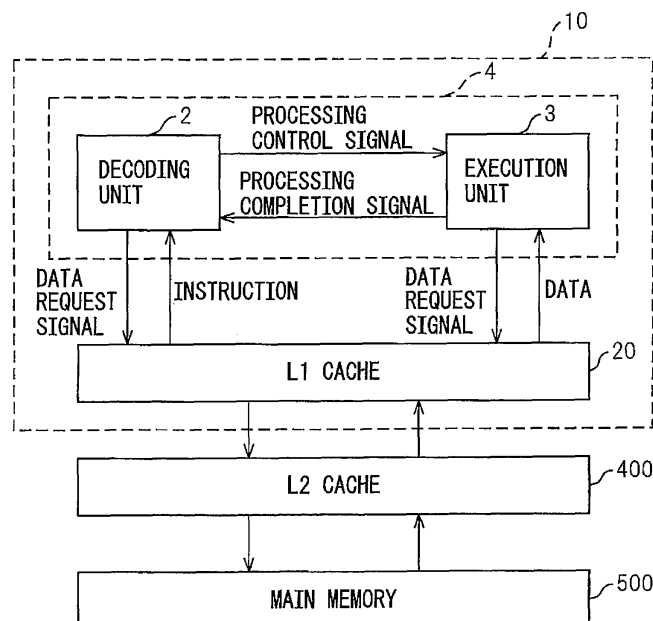 10
4
2
PROCESSING
CONTROL SIGNAL
3
DECODING
UNIT
EXECUTION
UNIT
PROCESSING
COMPLETION SIGNAL
DATA
REQUEST
SIGNAL
INSTRUCTION
DATA
REQUEST
SIGNAL
DATA
L1 CACHE
20
L2 CACHE
400
MAIN MEMORY
500